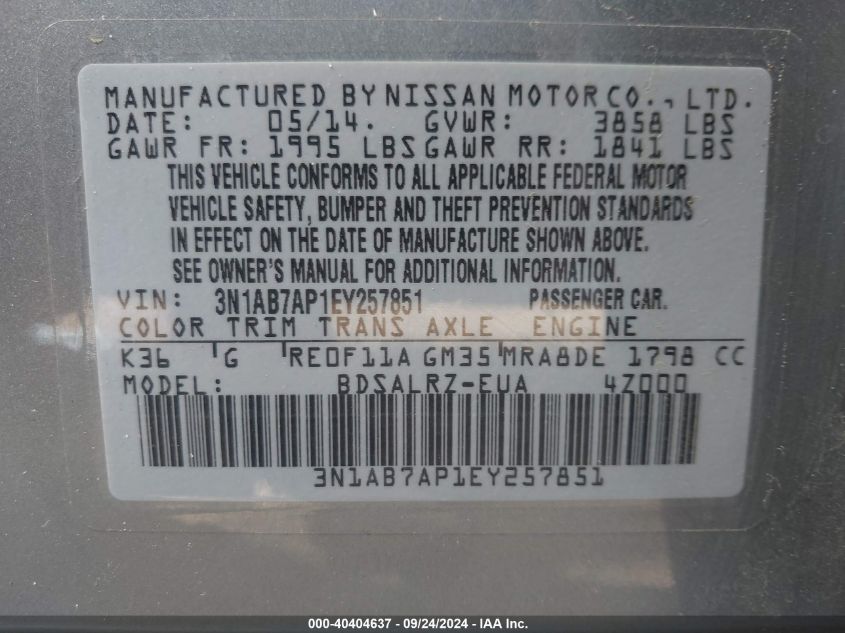 MANUFACTURED BY NISSAN MOTOR CO., LTD.
DATE: 05/14. GVWR: 3858 LBS
GAWR FR: 1995 LBS GAWR RR: 1841 LBS
THIS VEHICLE CONFORMS TO ALL APPLICABLE FEDERAL MOTOR
VEHICLE SAFETY, BUMPER AND THEFT PREVENTION STANDARDS
IN EFFECT ON THE DATE OF MANUFACTURE SHOWN ABOVE.
SEE OWNER'S MANUAL FOR ADDITIONAL INFORMATION.
VIN: 3N1AB7AP1EY257851 PASSENGER CAR.
COLOR TRIM TRANS AXLE ENGINE
K36 G RE0F11A GM35 MRA8DE 1798 CC
MODEL: BDSALRZ-EUA 4Z000
3N1AB7AP1EY257851
000-40404637 - 09/24/2024 - IAA Inc.